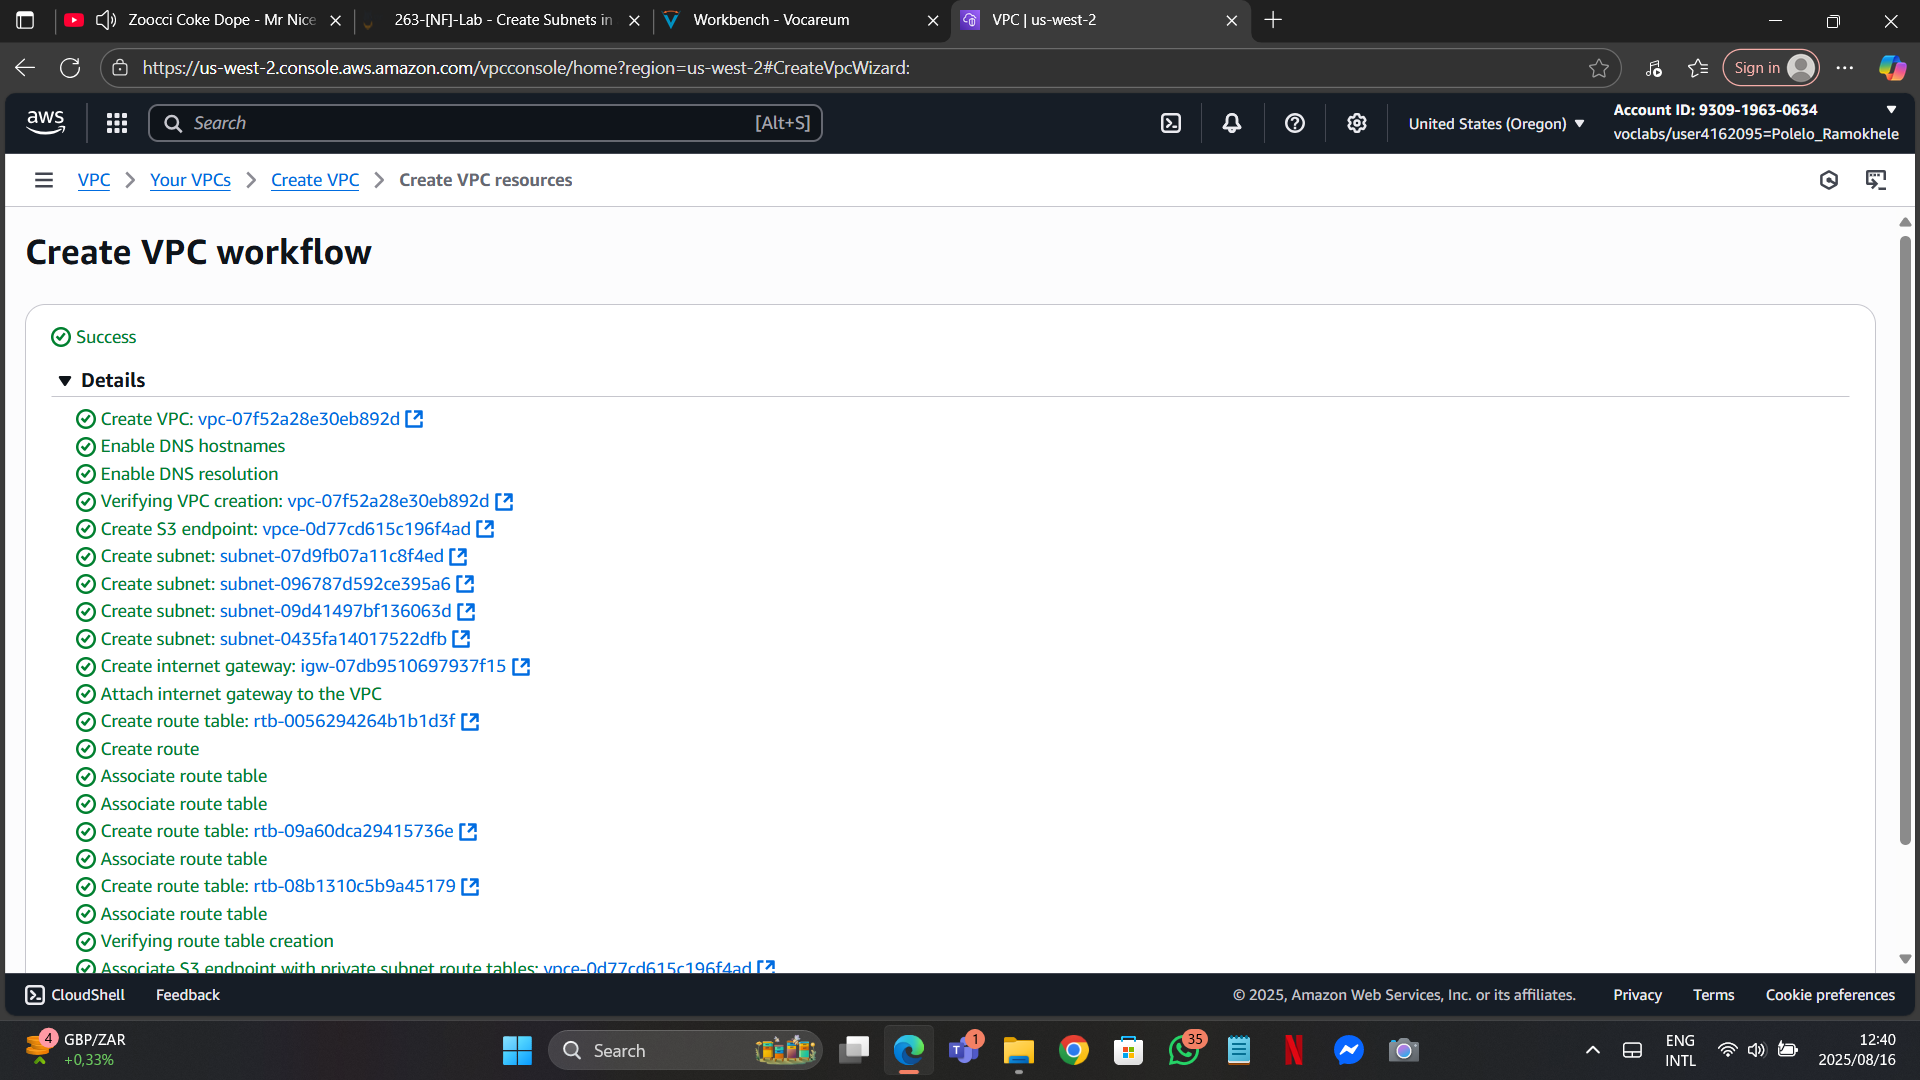 Zoocci Coke Dope - Mr Nice
263-[NF]-Lab - Create Subnets in
Workbench - Vocareum
VPC | us-west-2
https://us-west-2.console.aws.amazon.com/vpcconsole/home?region=us-west-2#CreateVpcWizard:
Sign in
aws
Search
[Alt+S]
United States (Oregon)
Account ID: 9309-1963-0634
voclabs/user4162095=Polelo_Ramokhele
VPC
Your VPCs
Create VPC
Create VPC resources
Create VPC workflow
Success
Details
Create VPC: vpc-07f52a28e30eb892d
Enable DNS hostnames
Enable DNS resolution
Verifying VPC creation: vpc-07f52a28e30eb892d
Create S3 endpoint: vpce-0d77cd615c196f4ad
Create subnet: subnet-07d9fb07a11c8f4ed
Create subnet: subnet-096787d592ce395a6
Create subnet: subnet-09d41497bf136063d
Create subnet: subnet-0435fa14017522dfb
Create internet gateway: igw-07db9510697937f15
Attach internet gateway to the VPC
Create route table: rtb-0056294264b1b1d3f
Create route
Associate route table
Associate route table
Create route table: rtb-09a60dca29415736e
Associate route table
Create route table: rtb-08b1310c5b9a45179
Associate route table
Verifying route table creation
Associate S3 endpoint with private subnet route tables: vpce-0d77cd615c196f4ad
CloudShell
Feedback
© 2025, Amazon Web Services, Inc. or its affiliates.
Privacy
Terms
Cookie preferences
4
GBP/ZAR
+0,33%
Search
1
35
ENG
INTL
12:40
2025/08/16